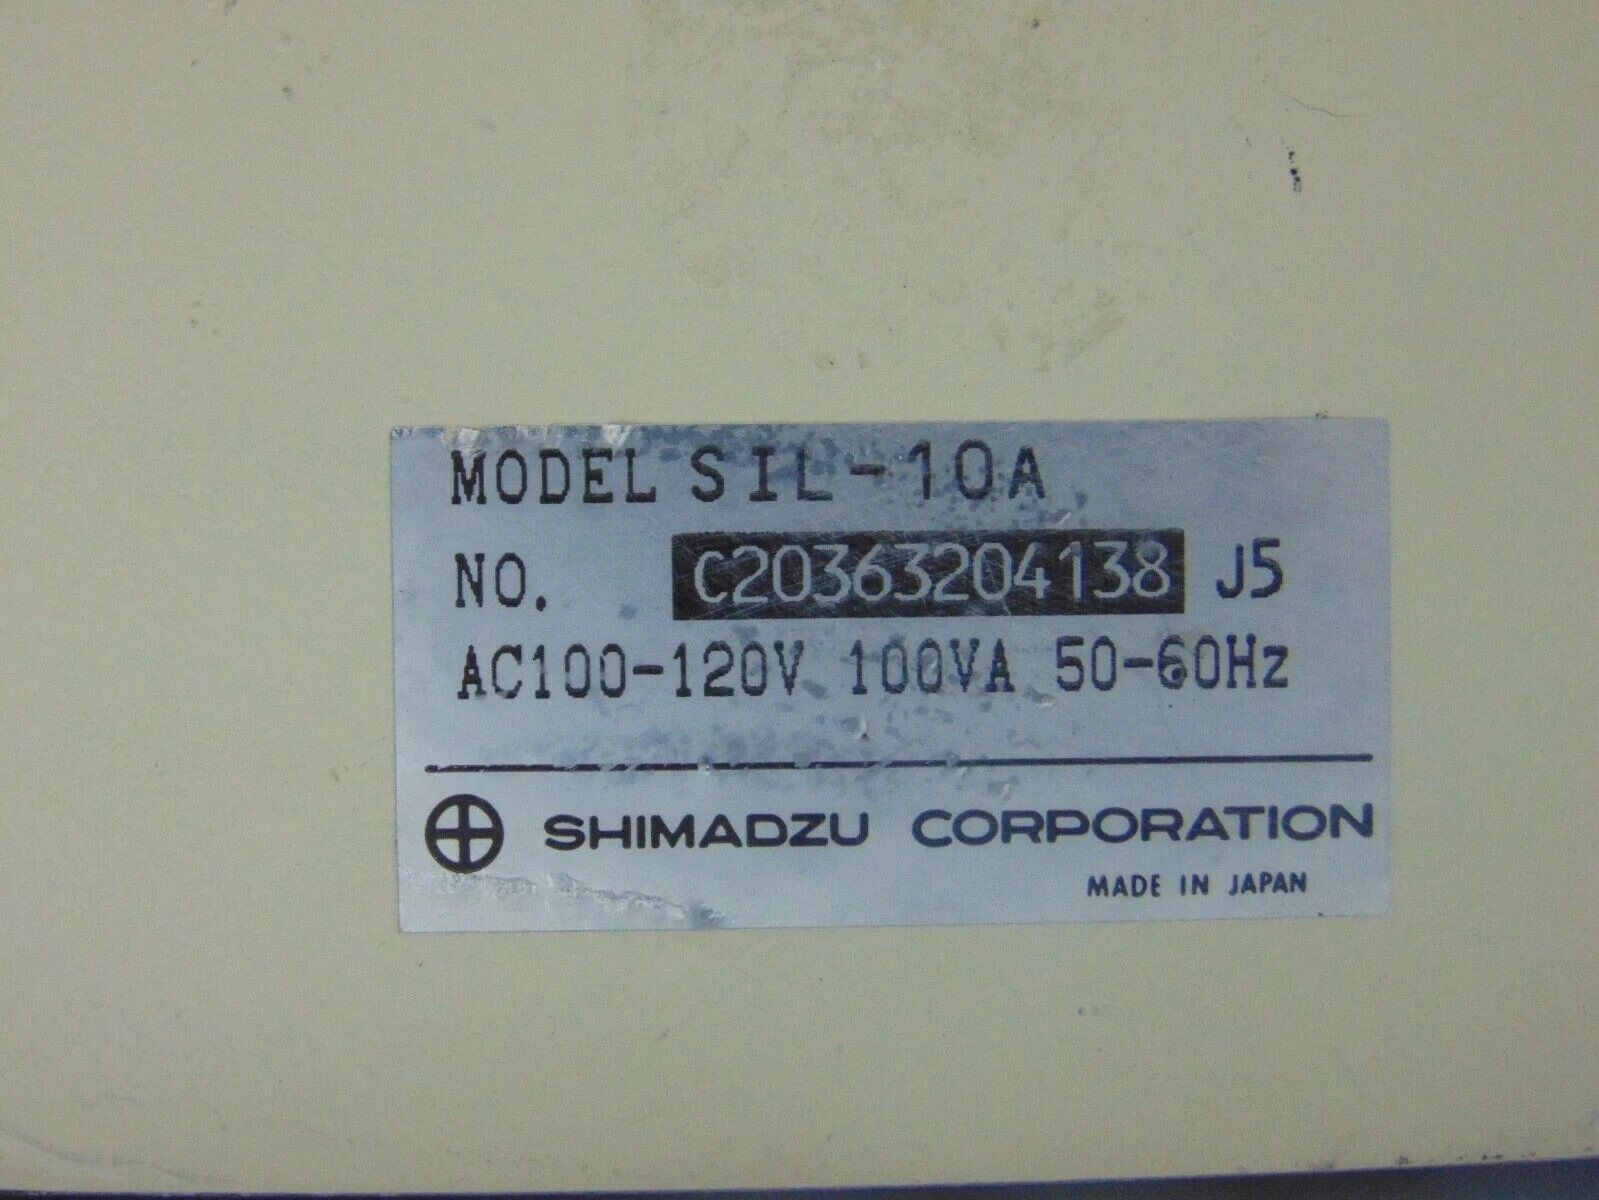 MODEL SIL-10A
NO. C20363204138 J5
AC100-120V 100VA 50-60Hz
SHIMADZU CORPORATION
MADE IN JAPAN